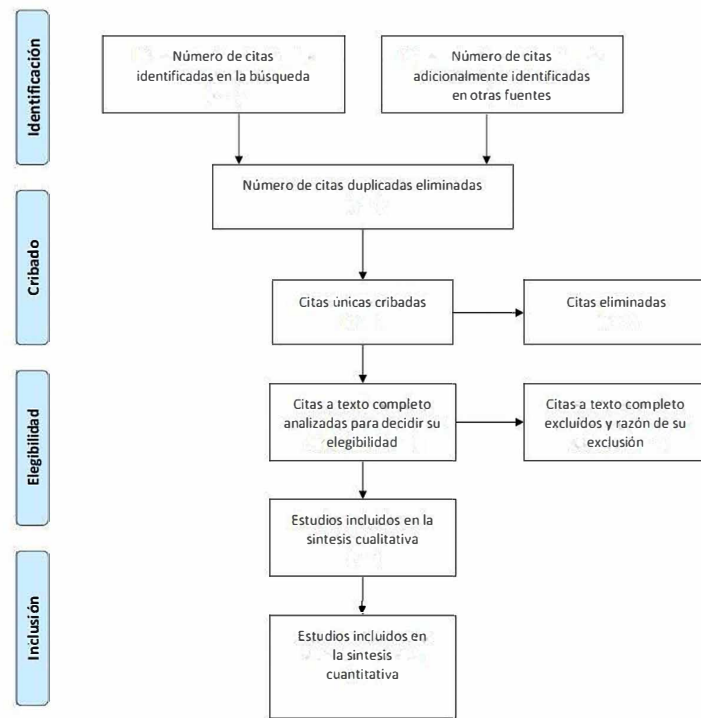 Identificación
Número de citas
identificadas en la búsqueda
Número de citas
adicionalmente identificadas
en otras fuentes
Número de citas duplicadas eliminadas
Cribado
Citas únicas cribadas
Citas eliminadas
Elegibilidad
Citas a texto completo
analizadas para decidir su
elegibilidad
Citas a texto completo
excluídos y razón de su
exclusión
Estudios incluidos en la
síntesis cualitativa
Inclusión
Estudios incluidos en
la síntesis
cuantitativa